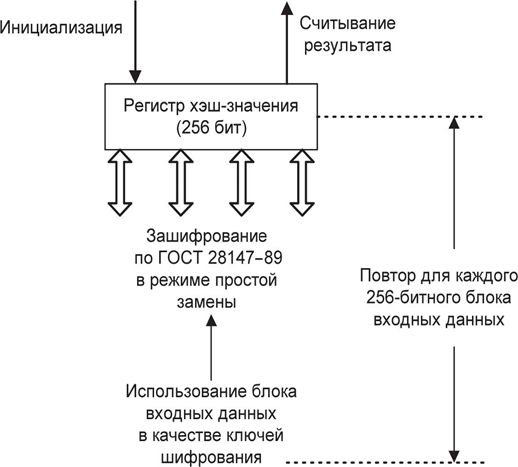 Инициализация
Считывание
результата
Регистр хэш-значения
(256 бит)
Зашифрование
по ГОСТ 28147–89
в режиме простой
замены
Повтор для каждого
256-битного блока
входных данных
Использование блока
входных данных
в качестве ключей
шифрования